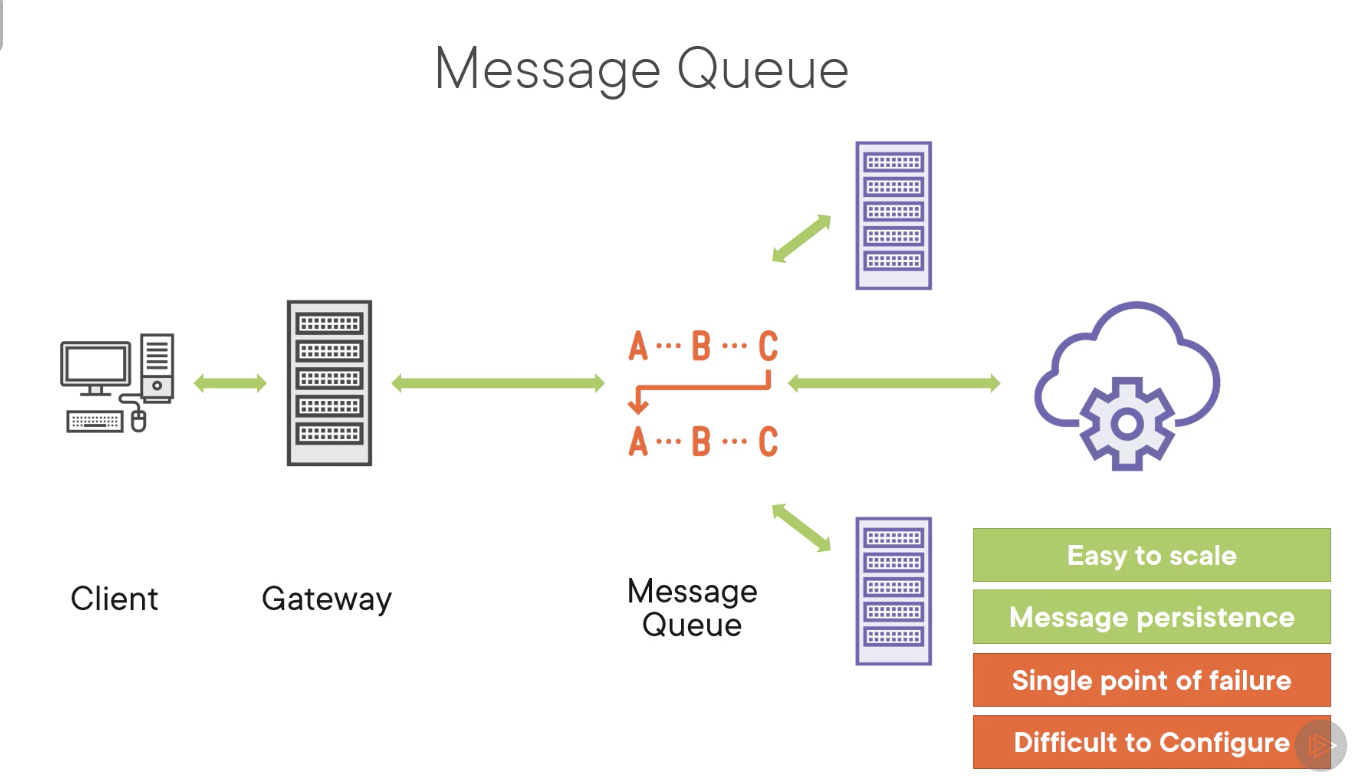 Message Queue
A ··· B ··· C
A ··· B ··· C
Client
Gateway
Message
Queue
Easy to scale
Message persistence
Single point of failure
Difficult to Configure